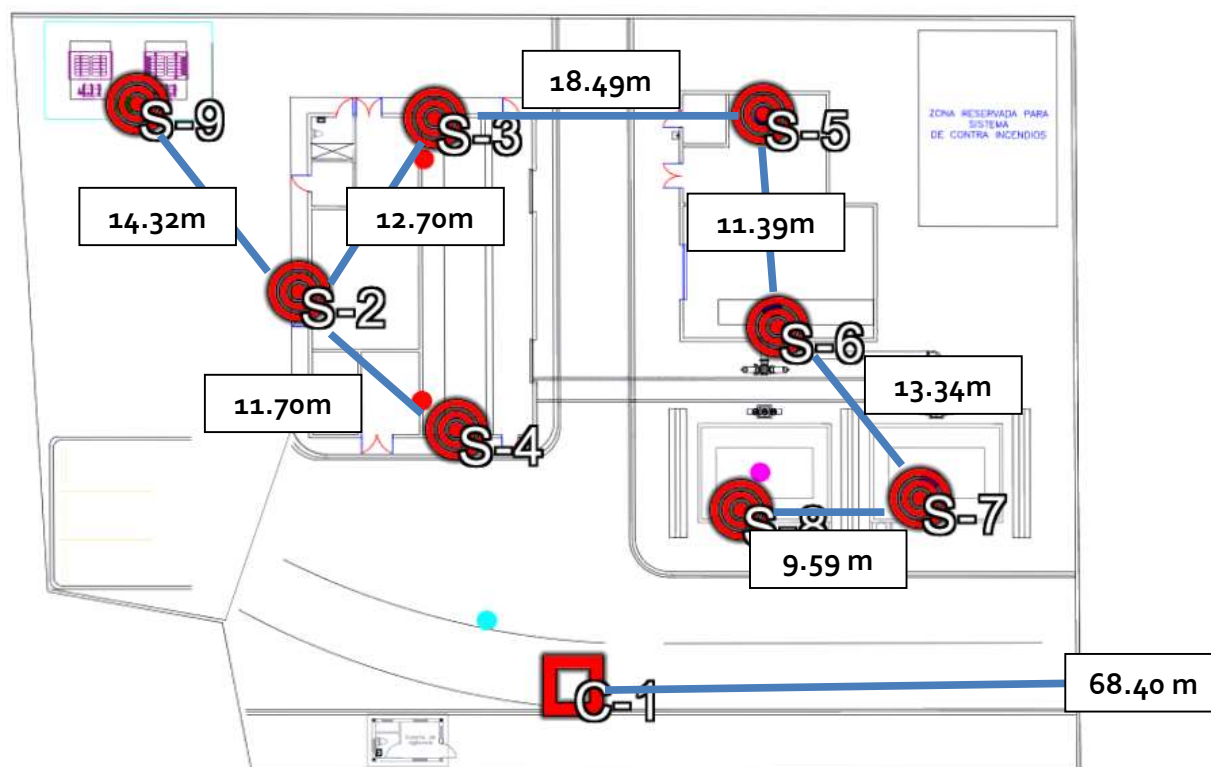 18.49m
S-9
S-3
S-5
ZONA RESERVADA PARA
SISTEMA
DE CONTRA INCENDIOS
14.32m
12.70m
11.39m
S-2
S-6
11.70m
13.34m
S-4
S-8
S-7
9.59 m
C-1
68.40 m